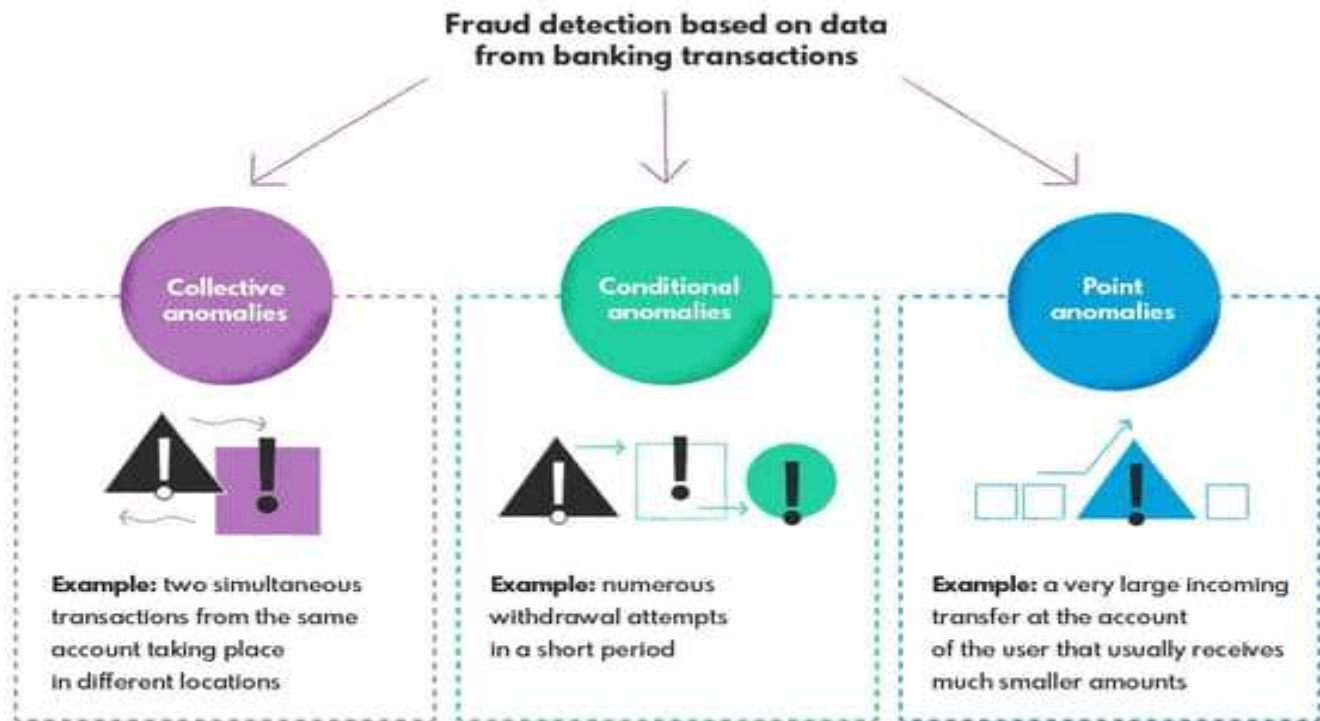 Fraud detection based on data
from banking transactions
Collective
anomalies
Example: two simultaneous
transactions from the same
account taking place
in different locations
Conditional
anomalies
Example: numerous
withdrawal attempts
in a short period
Point
anomalies
Example: a very large incoming
transfer at the account
of the user that usually receives
much smaller amounts